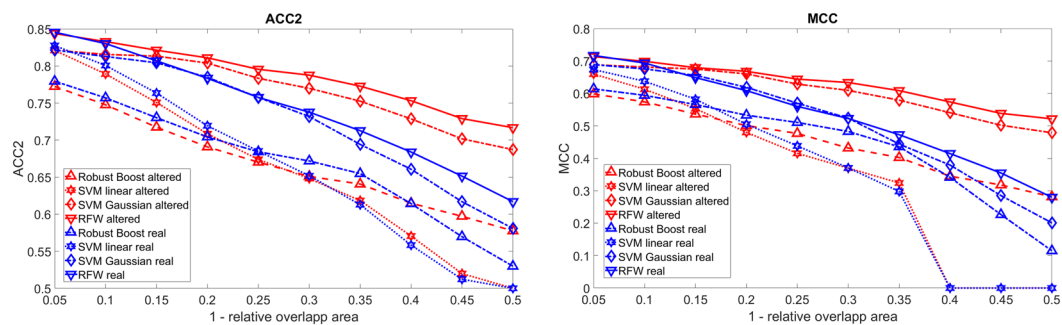 ACC2
0.85
0.8
0.75
0.7
0.65
0.6
0.55
0.5
ACC2
Robust Boost altered
SVM linear altered
SVM Gaussian altered
RFW altered
Robust Boost real
SVM linear real
SVM Gaussian real
RFW real
0.05 0.1 0.15 0.2 0.25 0.3 0.35 0.4 0.45 0.5
1 - relative overlapp area
MCC
0.8
0.7
0.6
0.5
0.4
0.3
0.2
0.1
0
MCC
Robust Boost altered
SVM linear altered
SVM Gaussian altered
RFW altered
Robust Boost real
SVM linear real
SVM Gaussian real
RFW real
0.05 0.1 0.15 0.2 0.25 0.3 0.35 0.4 0.45 0.5
1 - relative overlapp area